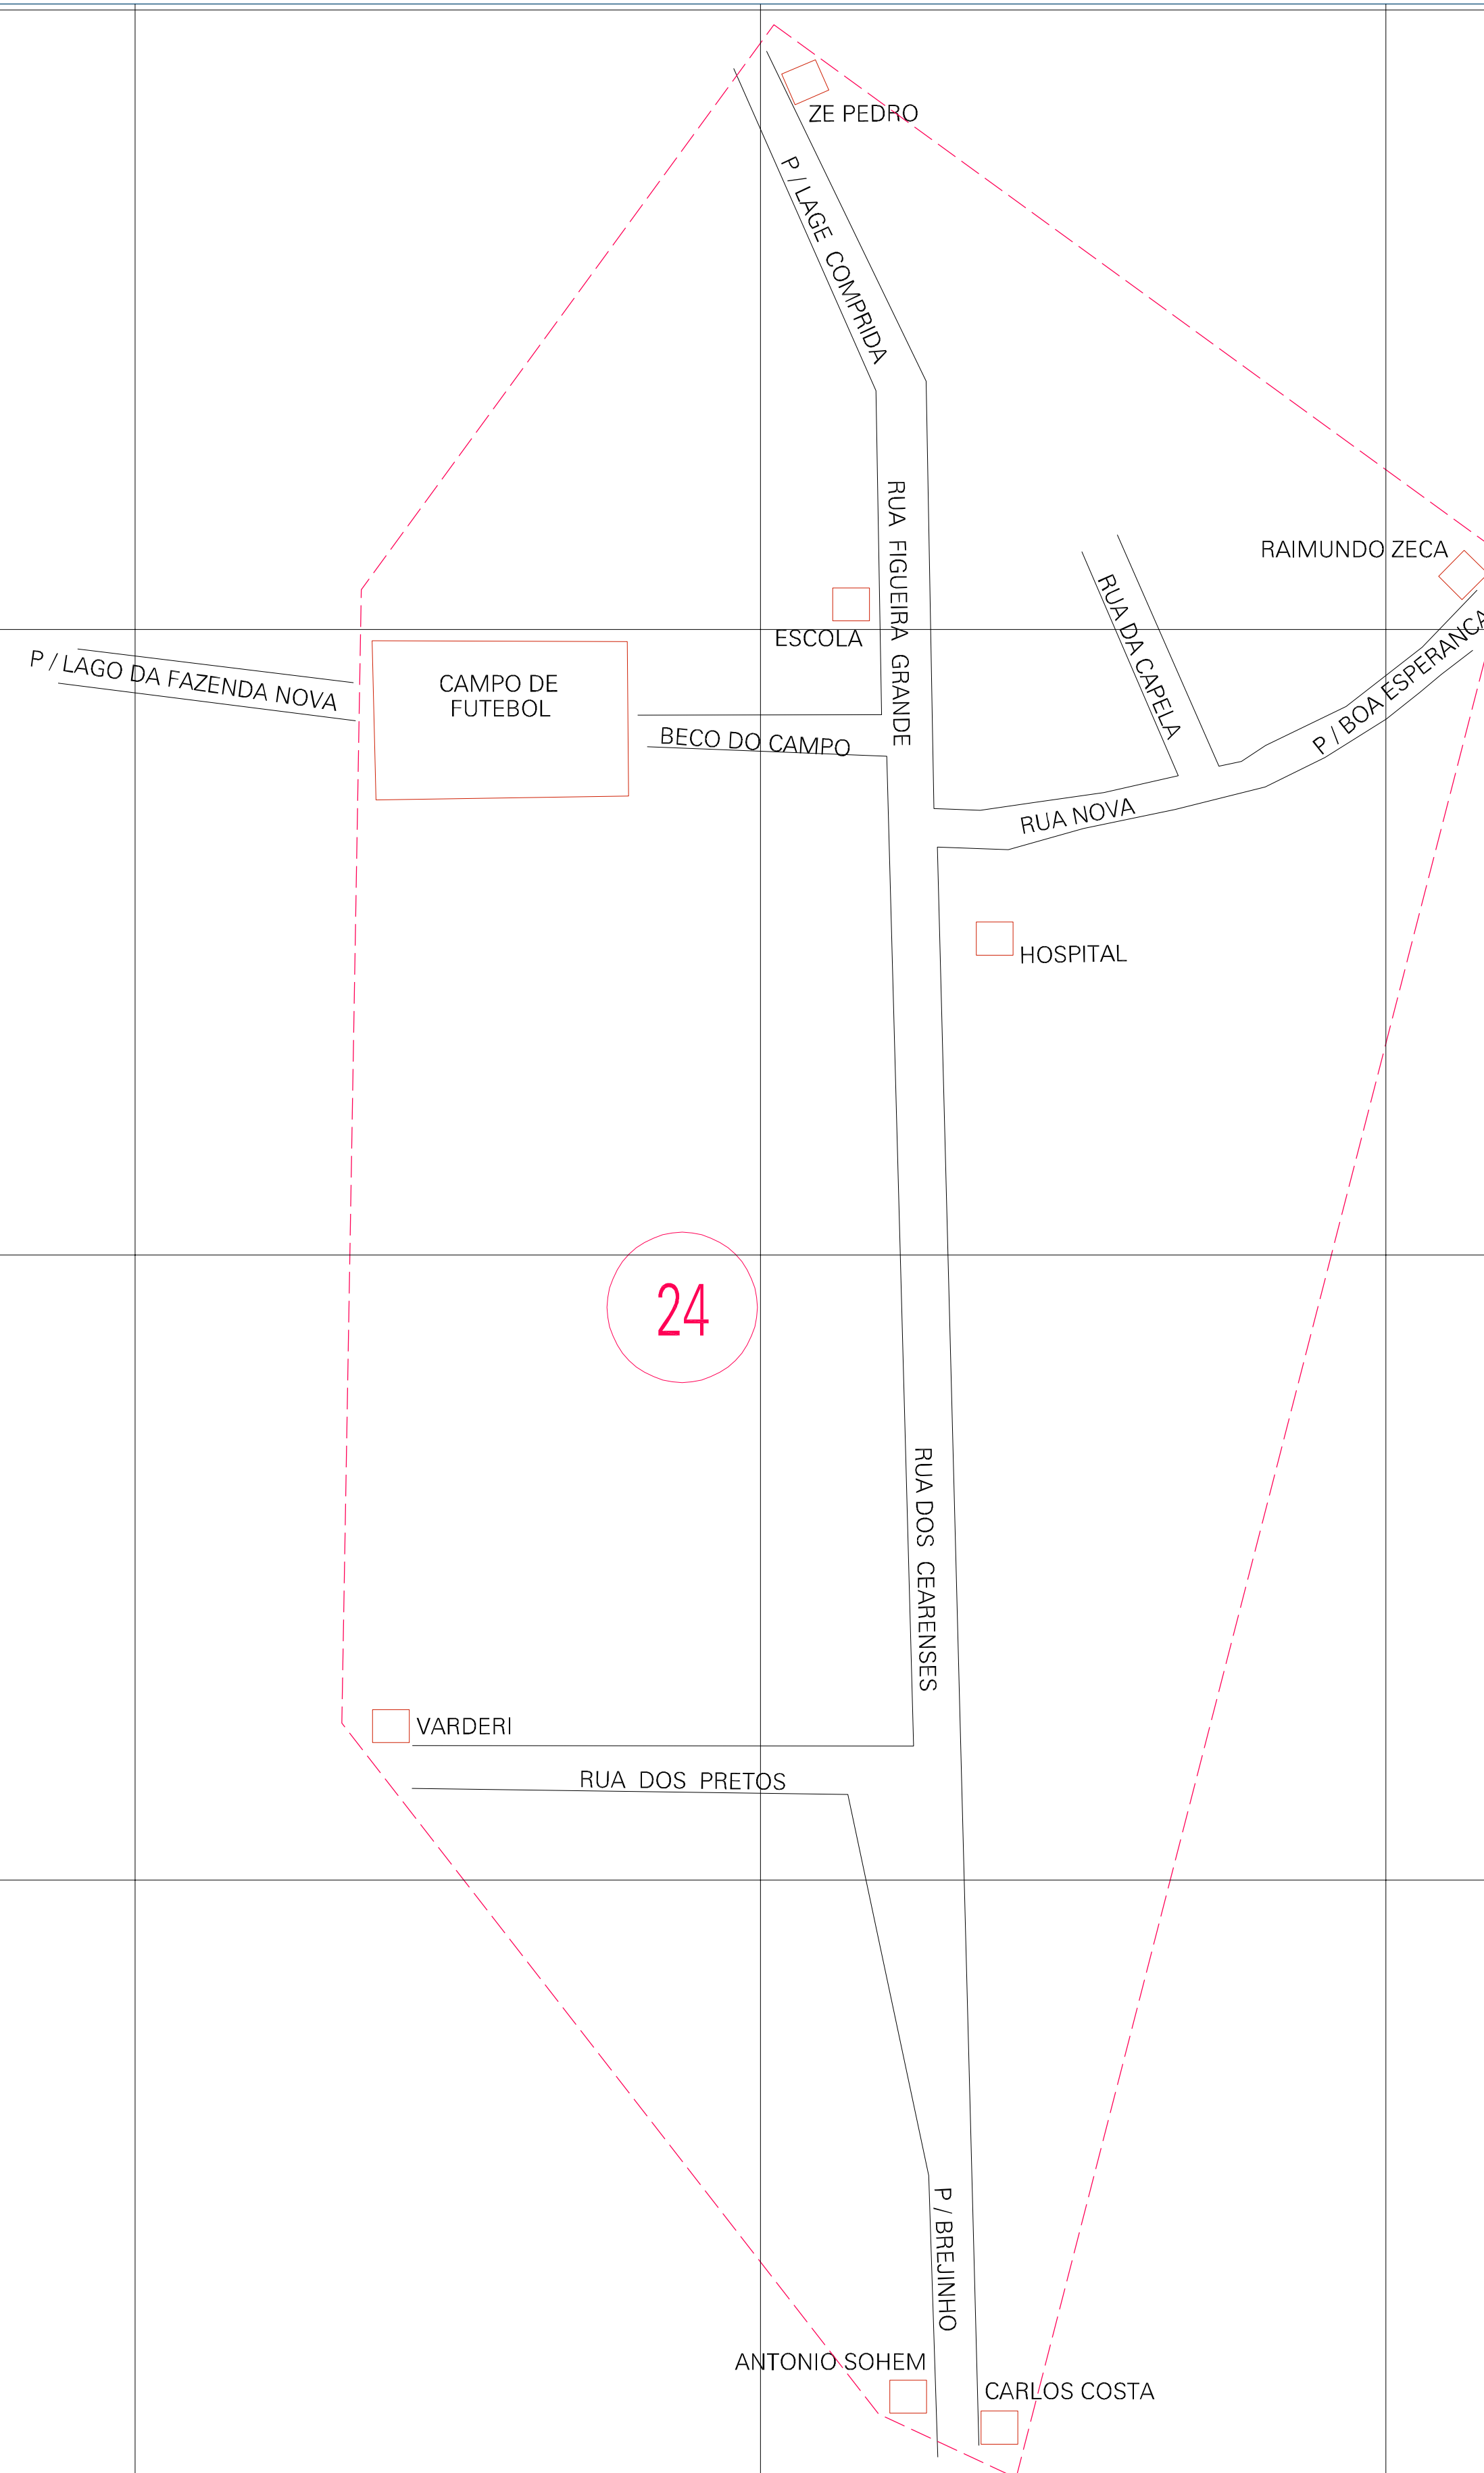 ZE PEDRO
P / LAGE COMPRIDA
RUA FIGUEIRA GRANDE
RAIMUNDO ZECA
RUA DA CAPELA
ESCOLA
P / BOA ESPERANCA
P / LAGO DA FAZENDA NOVA
CAMPO DE
FUTEBOL
BECO DO CAMPO
RUA NOVA
HOSPITAL
24
RUA DOS CEARENSES
VARDERI
RUA DOS PRETOS
P / BREJINHO
ANTONIO SOHEM
CARLOS COSTA